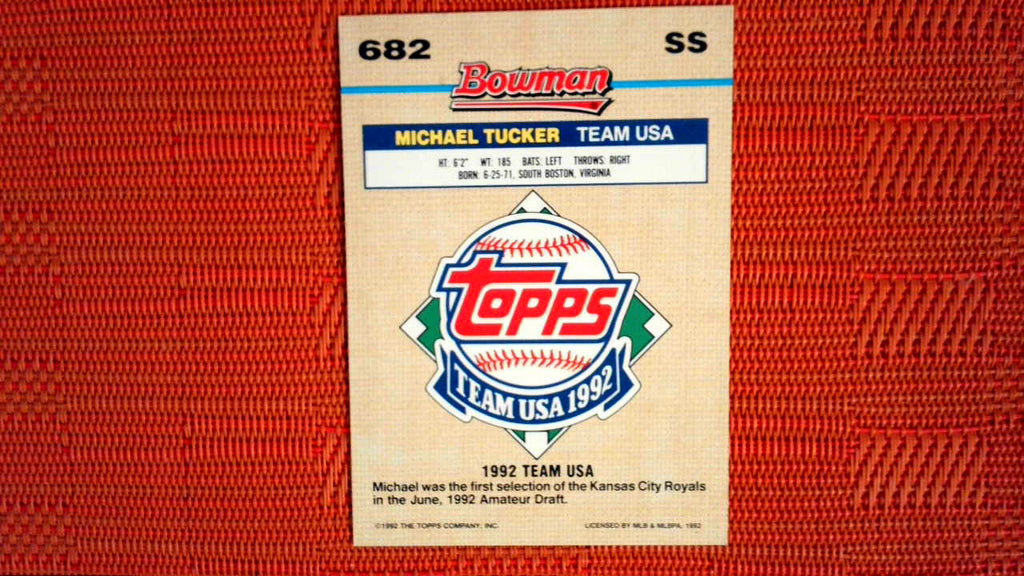 682 SS
Bowman
MICHAEL TUCKER TEAM USA
HT: 6'2" WT: 185 BATS: LEFT THROWS: RIGHT
BORN: 6-25-71, SOUTH BOSTON, VIRGINIA
TOPPS
TEAM USA 1992
1992 TEAM USA
Michael was the first selection of the Kansas City Royals
in the June, 1992 Amateur Draft.
©1992 THE TOPPS COMPANY, INC. LICENSED BY MLB & MLBPA, 1992